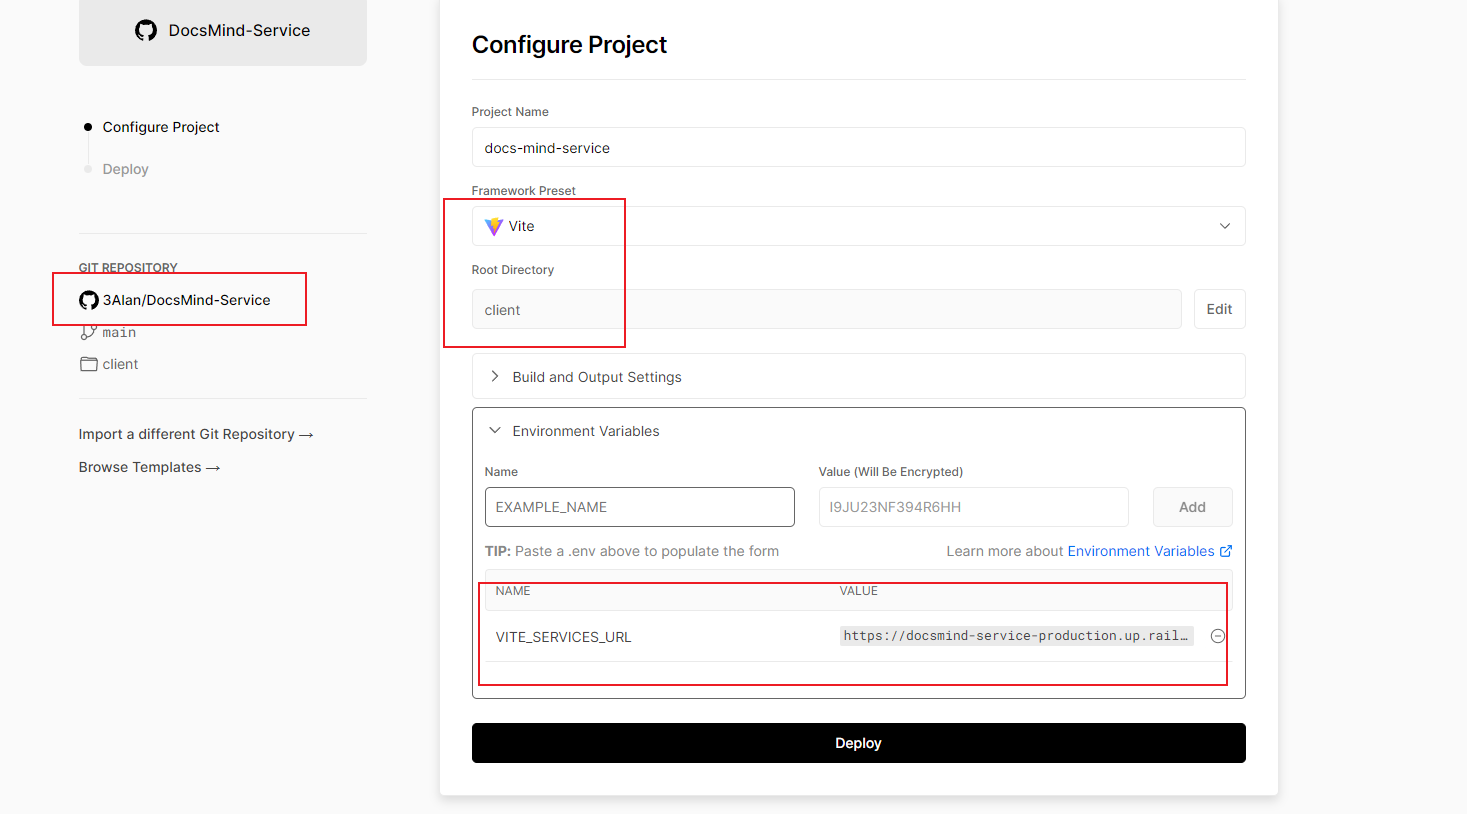 DocsMind-Service
Configure Project
Deploy
GIT REPOSITORY
3Alan/DocsMind-Service
main
client
Import a different Git Repository →
Browse Templates →
Configure Project
Project Name
docs-mind-service
Framework Preset
Vite
Root Directory
client
Edit
Build and Output Settings
Environment Variables
Name
Value (Will Be Encrypted)
EXAMPLE_NAME
I9JU23NF394R6HH
Add
TIP: Paste a .env above to populate the form
Learn more about Environment Variables
NAME
VALUE
VITE_SERVICES_URL
https://docsmind-service-production.up.rail…
Deploy